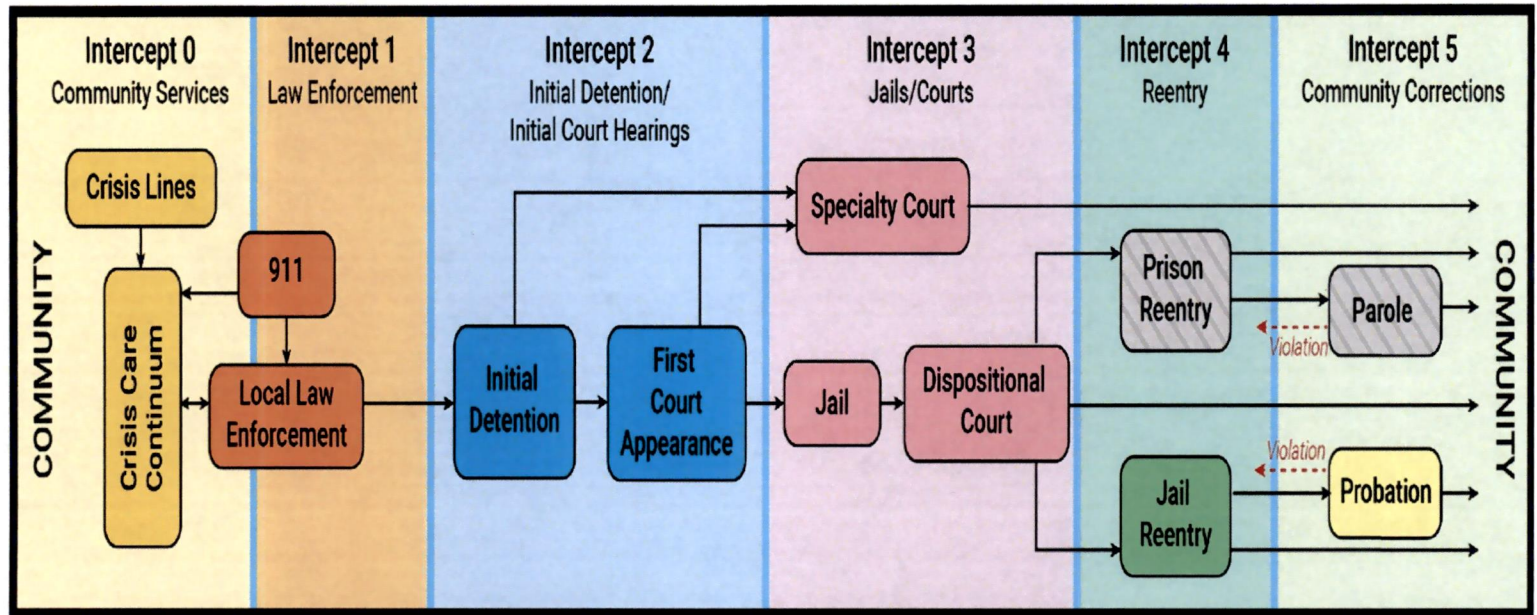 Intercept 0
Community Services
Intercept 1
Law Enforcement
Intercept 2
Initial Detention/
Initial Court Hearings
Intercept 3
Jails/Courts
Intercept 4
Reentry
Intercept 5
Community Corrections
COMMUNITY
Crisis Lines
Crisis Care
Continuum
911
Local Law
Enforcement
Initial
Detention
First
Court
Appearance
Specialty Court
Jail
Dispositional
Court
Prison
Reentry
Parole
Violation
Jail
Reentry
Violation
Probation
COMMUNITY